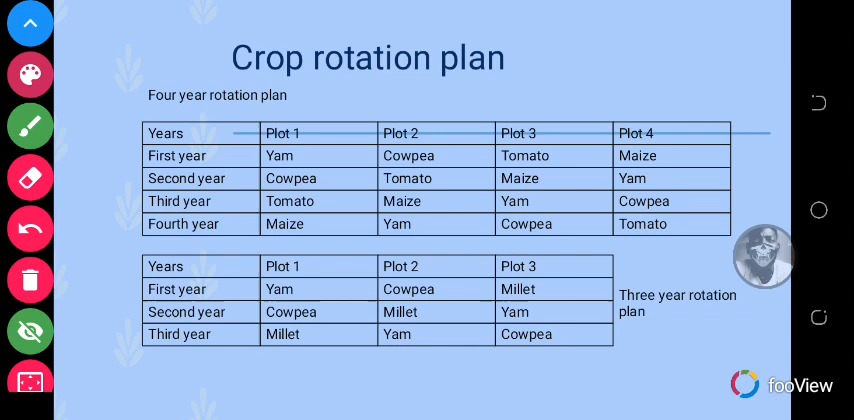 Crop rotation plan
Four year rotation plan
Years Plot 1 Plot 2 Plot 3 Plot 4
First year Yam Cowpea Tomato Maize
Second year Cowpea Tomato Maize Yam
Third year Tomato Maize Yam Cowpea
Fourth year Maize Yam Cowpea Tomato
Years Plot 1 Plot 2 Plot 3
First year Yam Cowpea Millet
Second year Cowpea Millet Yam
Third year Millet Yam Cowpea
Three year rotation
plan
fooView